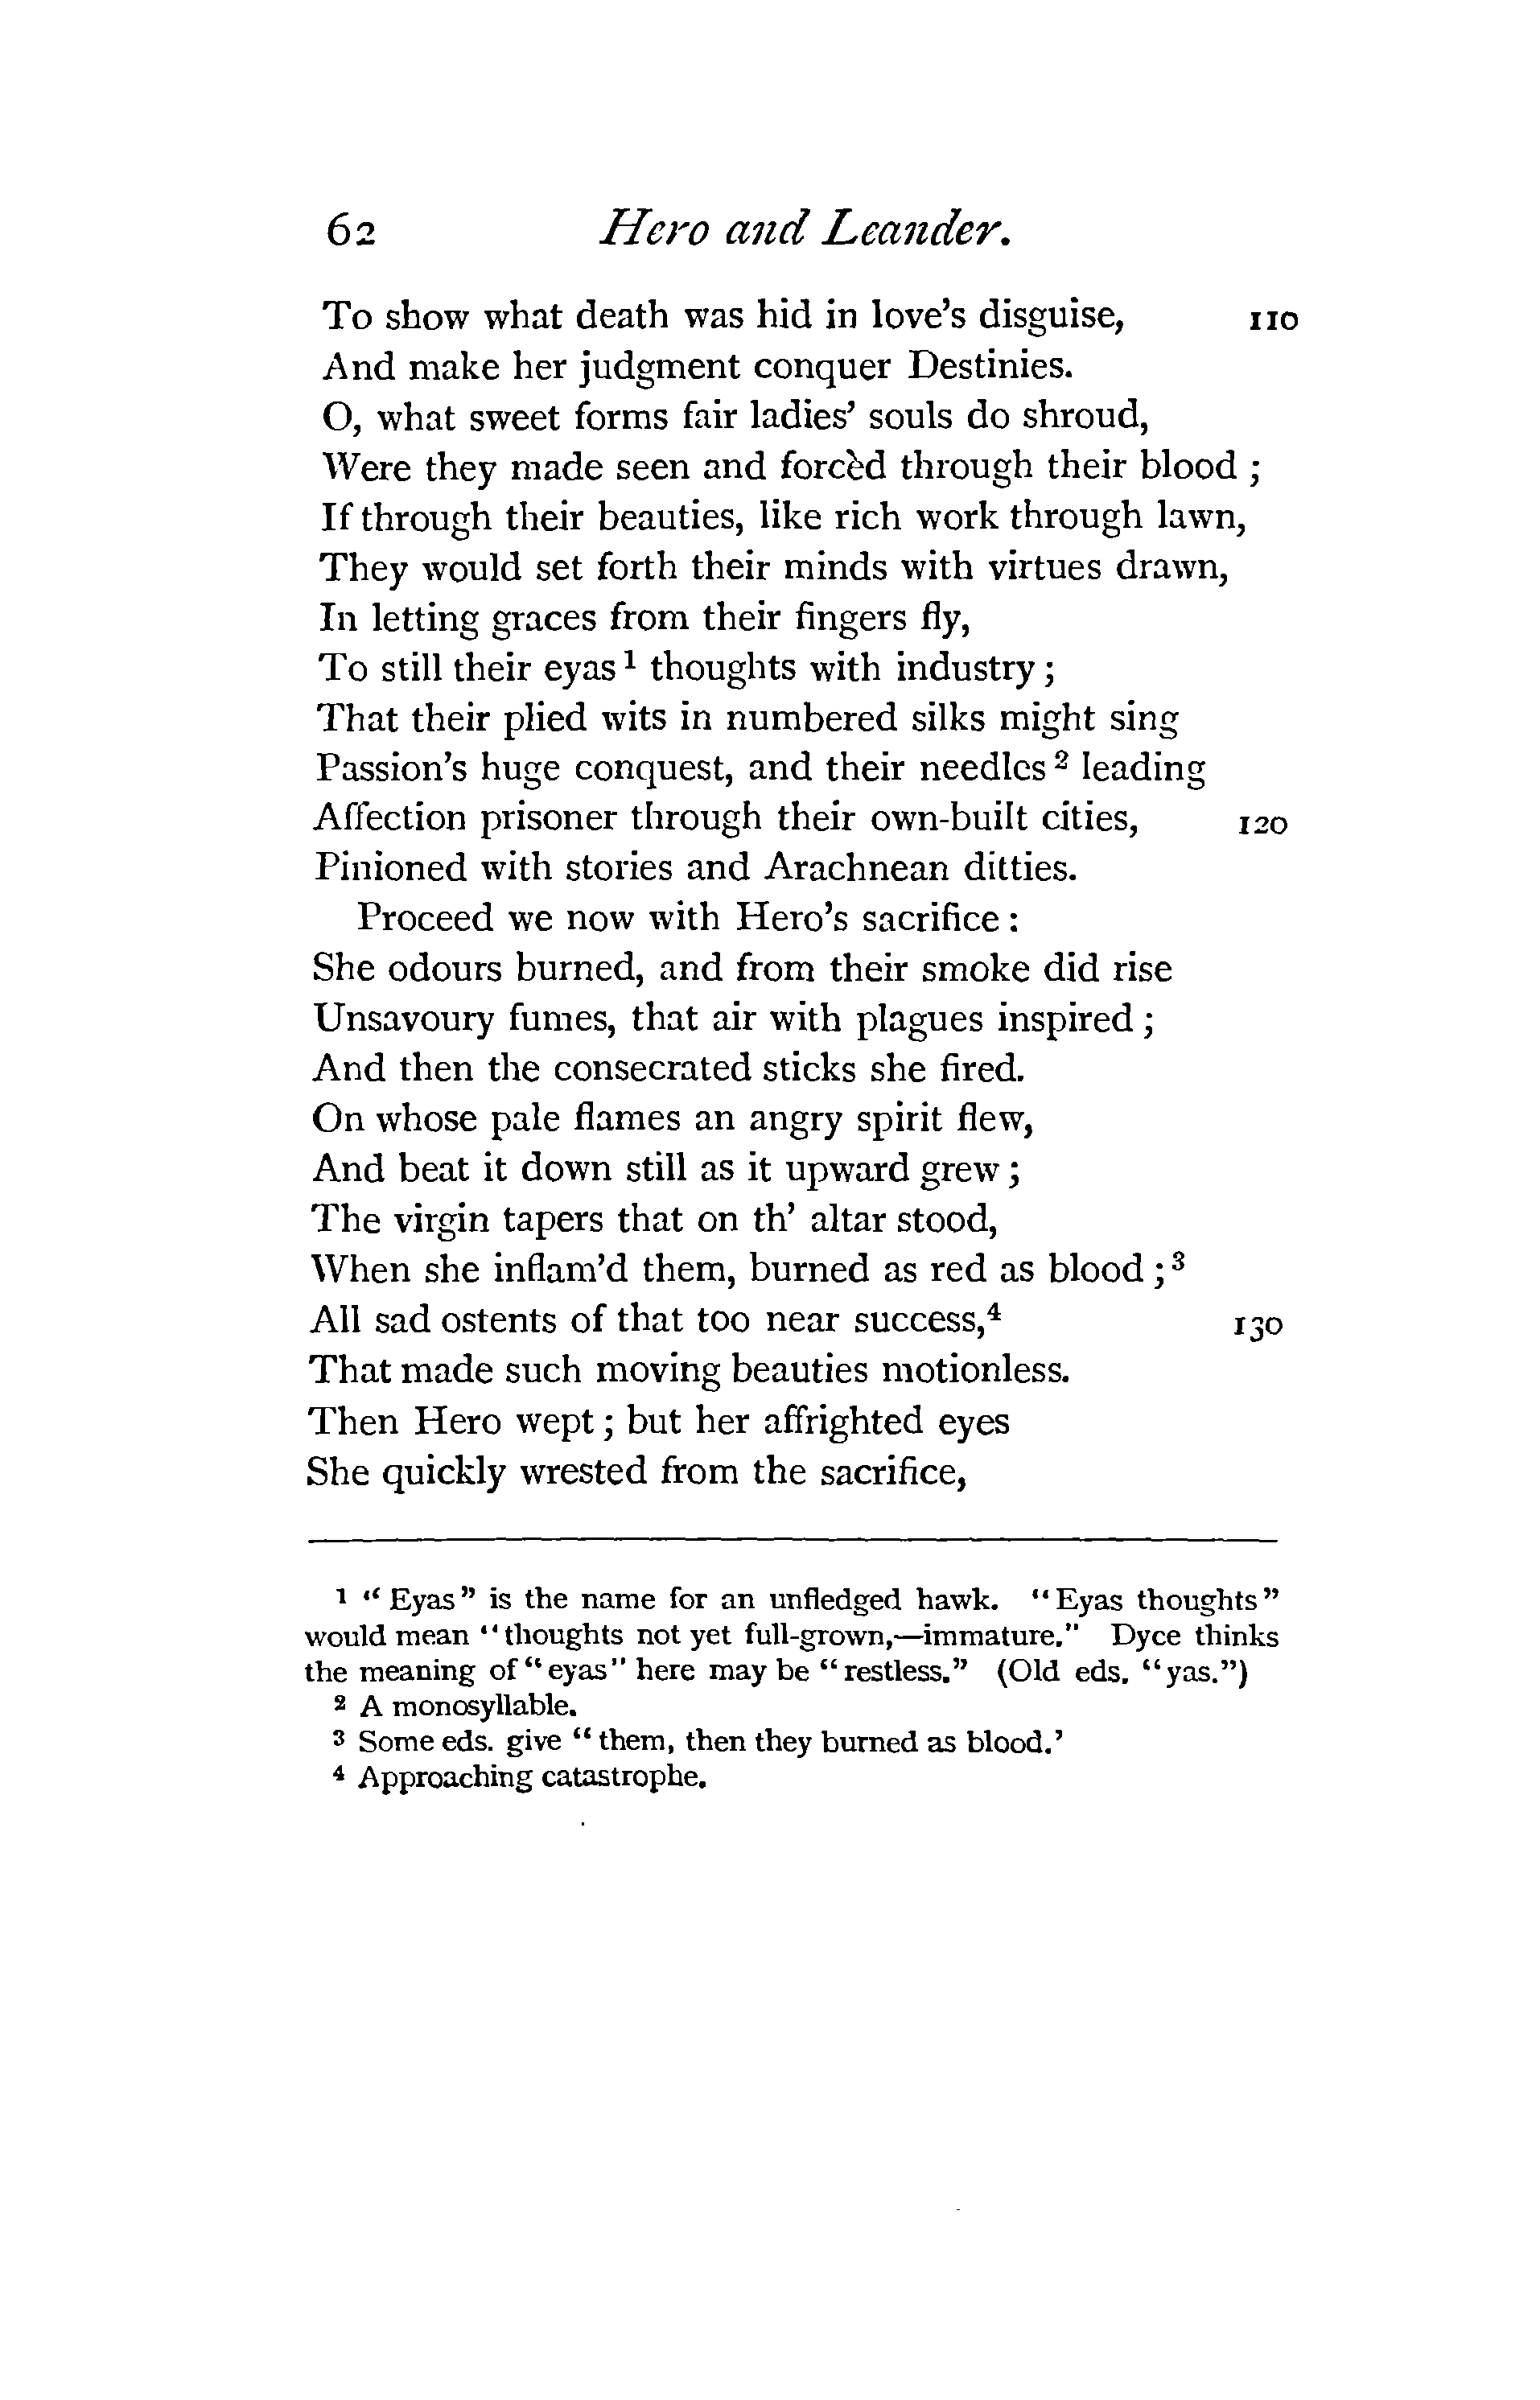 62 Hero and Leander.
To show what death was hid in love's disguise, 110
And make her judgment conquer Destinies.
O, what sweet forms fair ladies' souls do shroud,
Were they made seen and forcèd through their blood ;
If through their beauties, like rich work through lawn,
They would set forth their minds with virtues drawn,
In letting graces from their fingers fly,
To still their eyas ¹ thoughts with industry ;
That their plied wits in numbered silks might sing
Passion's huge conquest, and their needles ² leading
Affection prisoner through their own-built cities, 120
Pinioned with stories and Arachnean ditties.
Proceed we now with Hero's sacrifice :
She odours burned, and from their smoke did rise
Unsavoury fumes, that air with plagues inspired ;
And then the consecrated sticks she fired.
On whose pale flames an angry spirit flew,
And beat it down still as it upward grew ;
The virgin tapers that on th' altar stood,
When she inflam'd them, burned as red as blood ;³
All sad ostents of that too near success,⁴ 130
That made such moving beauties motionless.
Then Hero wept ; but her affrighted eyes
She quickly wrested from the sacrifice,
¹ "Eyas" is the name for an unfledged hawk. "Eyas thoughts"
would mean "thoughts not yet full-grown,—immature." Dyce thinks
the meaning of "eyas" here may be "restless." (Old eds. "yas.")
² A monosyllable.
³ Some eds. give "them, then they burned as blood.'
⁴ Approaching catastrophe.